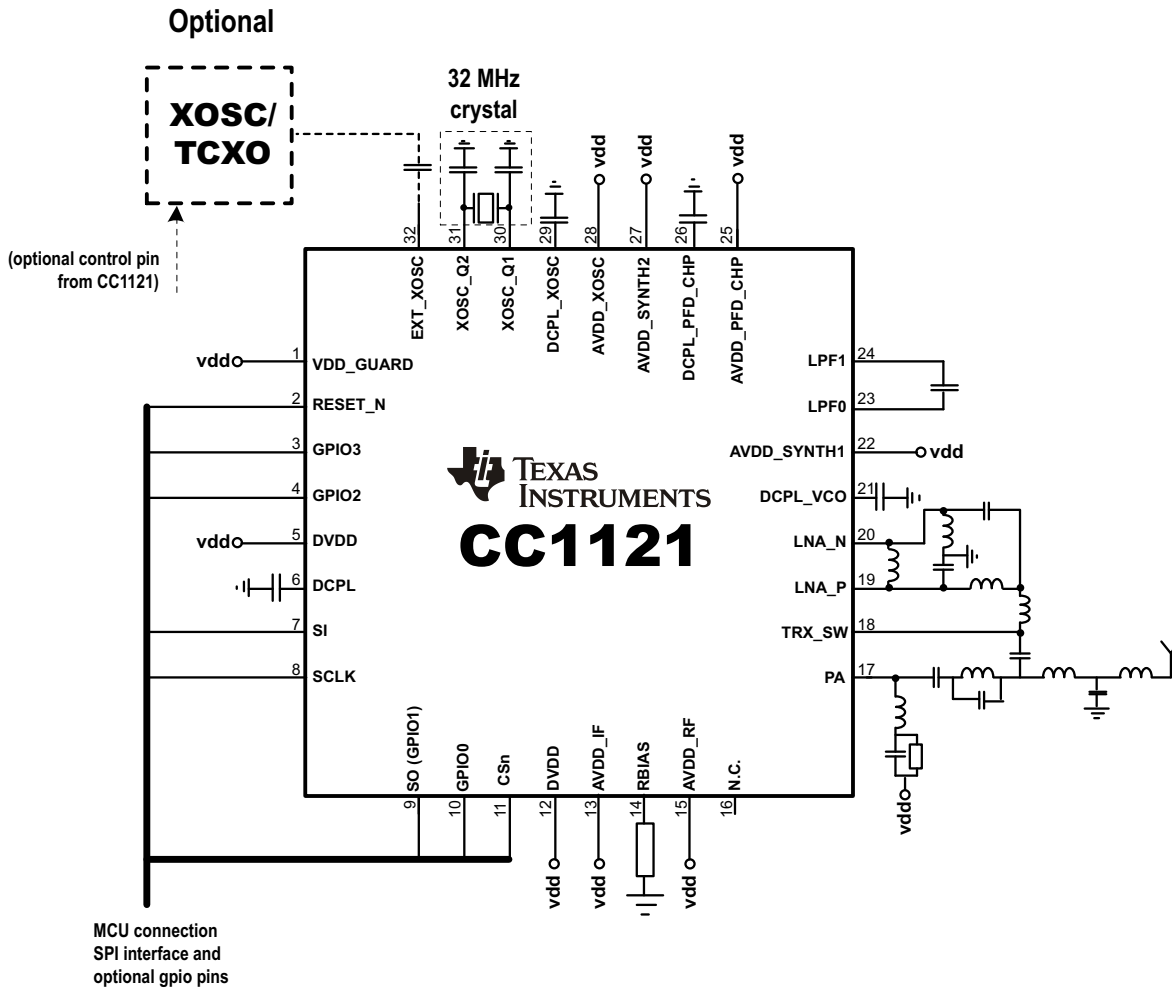 Optional
XOSC/
TCXO
32 MHz
crystal
(optional control pin
from CC1121)
vdd
vdd
vdd
32
31
30
29
28
27
26
25
EXT_XOSC
XOSC_Q2
XOSC_Q1
DCPL_XOSC
AVDD_XOSC
AVDD_SYNTH2
DCPL_PFD_CHP
AVDD_PFD_CHP
vdd 1 VDD_GUARD
2 RESET_N
3 GPIO3
4 GPIO2
vdd 5 DVDD
6 DCPL
7 SI
8 SCLK
TEXAS
INSTRUMENTS
CC1121
LPF1 24
LPF0 23
AVDD_SYNTH1 22 vdd
DCPL_VCO 21
LNA_N 20
LNA_P 19
TRX_SW 18
PA 17
vdd
SO (GPIO1)
GPIO0
CSn
DVDD
AVDD_IF
RBIAS
AVDD_RF
N.C.
9
10
11
12
13
14
15
16
vdd
vdd
vdd
MCU connection
SPI interface and
optional gpio pins